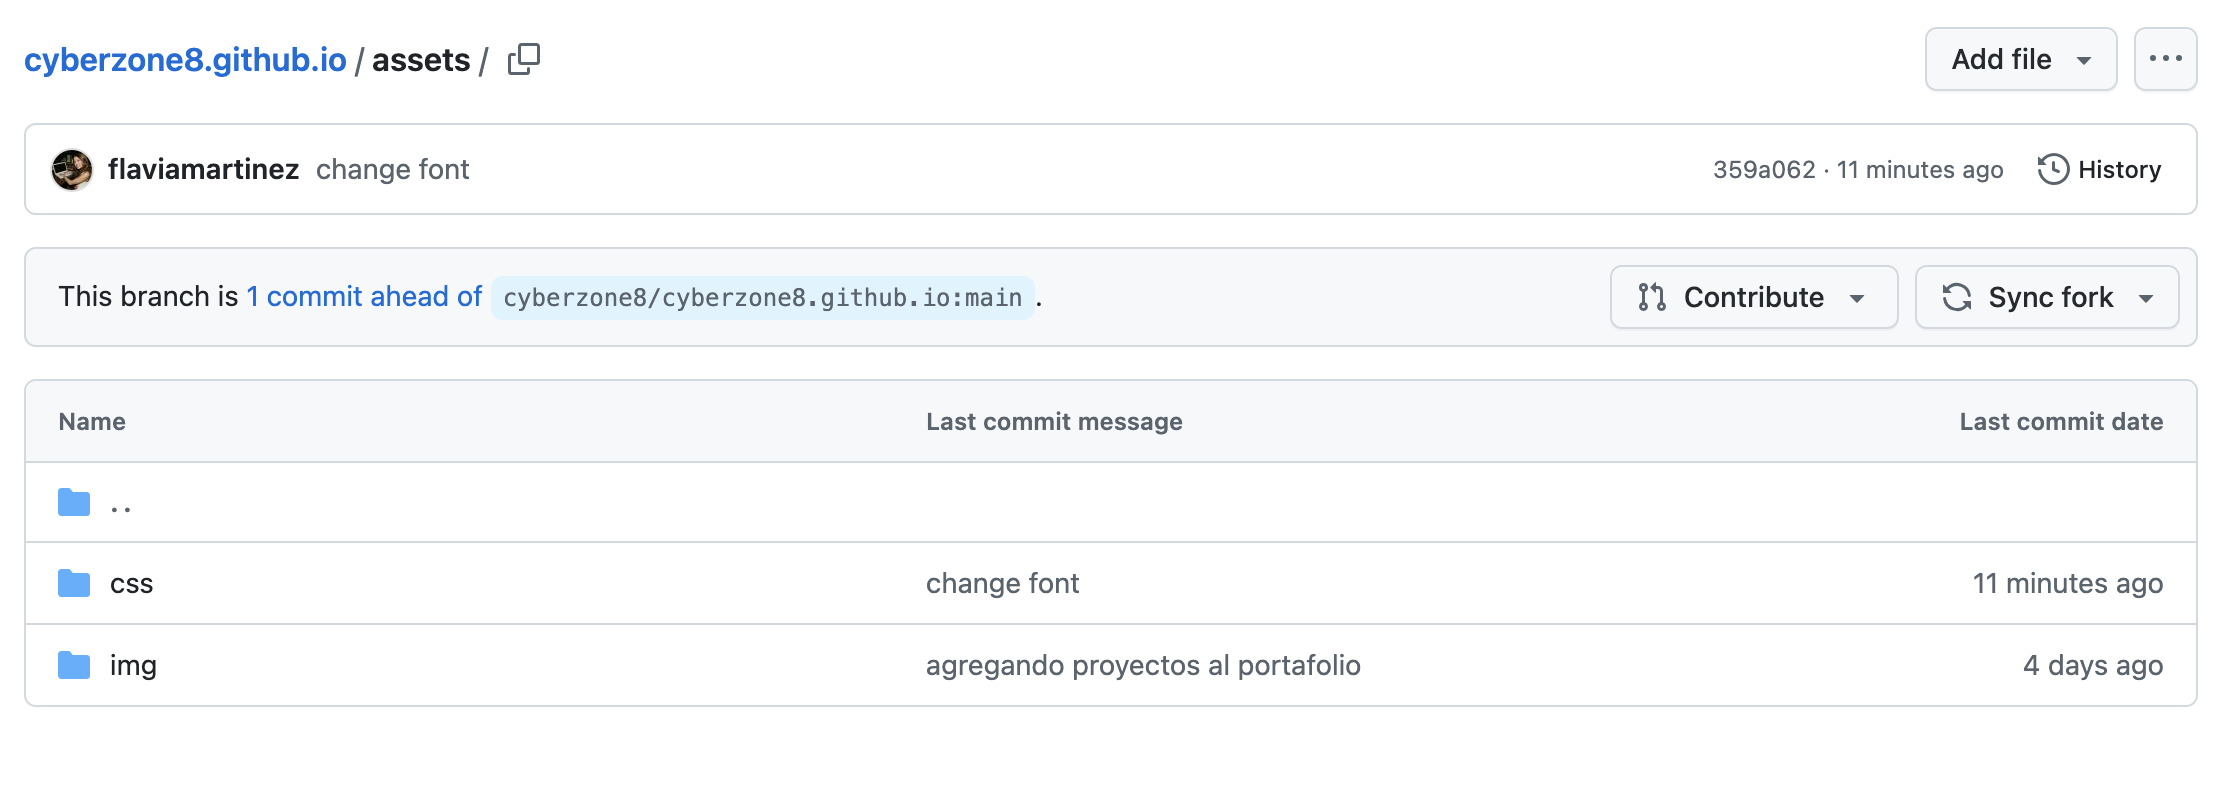 cyberzone8.github.io / assets /
Add file
flaviamartinez change font
359a062 · 11 minutes ago
History
This branch is 1 commit ahead of cyberzone8/cyberzone8.github.io:main .
Contribute
Sync fork
Name Last commit message Last commit date
..
css change font 11 minutes ago
img agregando proyectos al portafolio 4 days ago